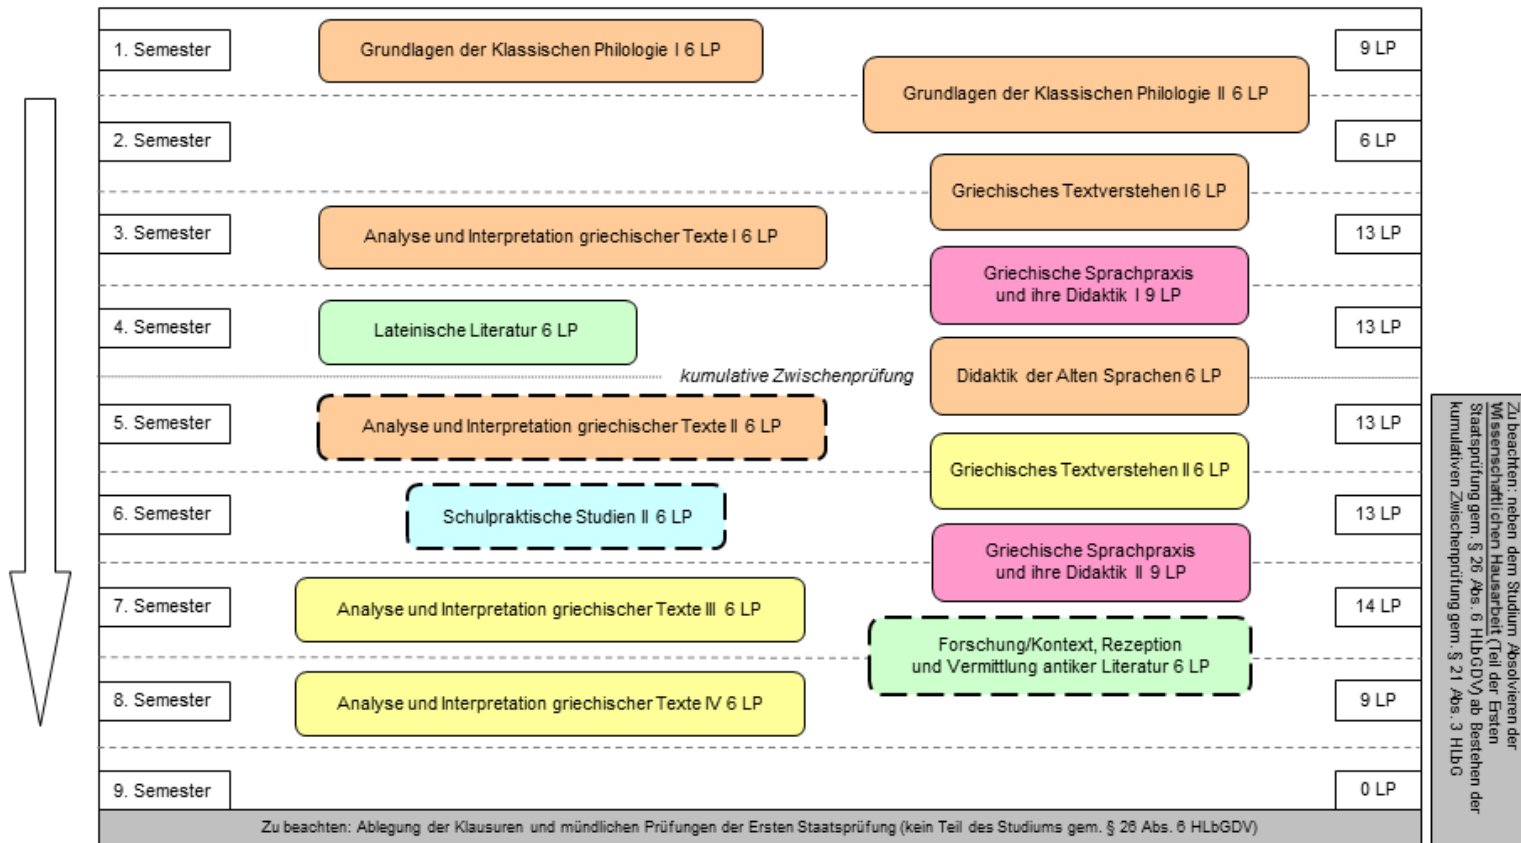 1. Semester
Grundlagen der Klassischen Philologie I 6 LP
9 LP
Grundlagen der Klassischen Philologie II 6 LP
2. Semester
6 LP
Griechisches Textverstehen I 6 LP
3. Semester
Analyse und Interpretation griechischer Texte I 6 LP
13 LP
Griechische Sprachpraxis
und ihre Didaktik I 9 LP
4. Semester
Lateinische Literatur 6 LP
13 LP
kumulative Zwischenprüfung
Didaktik der Alten Sprachen 6 LP
5. Semester
Analyse und Interpretation griechischer Texte II 6 LP
13 LP
Griechisches Textverstehen II 6 LP
6. Semester
Schulpraktische Studien II 6 LP
13 LP
Griechische Sprachpraxis
und ihre Didaktik II 9 LP
7. Semester
Analyse und Interpretation griechischer Texte III 6 LP
14 LP
Forschung/Kontext, Rezeption
und Vermittlung antiker Literatur 6 LP
8. Semester
Analyse und Interpretation griechischer Texte IV 6 LP
9 LP
9. Semester
0 LP
Zu beachten: Ablegung der Klausuren und mündlichen Prüfungen der Ersten Staatsprüfung (kein Teil des Studiums gem. § 26 Abs. 6 HLbGDV)
Zu beachten: neben dem Studium Absolvieren der
Wissenschaftlichen Hausarbeit (Teil der Ersten
Staatsprüfung gem. § 26 Abs. 6 HLbGDV) ab Bestehen der
kumulativen Zwischenprüfung gem. § 21 Abs. 3 HLbG